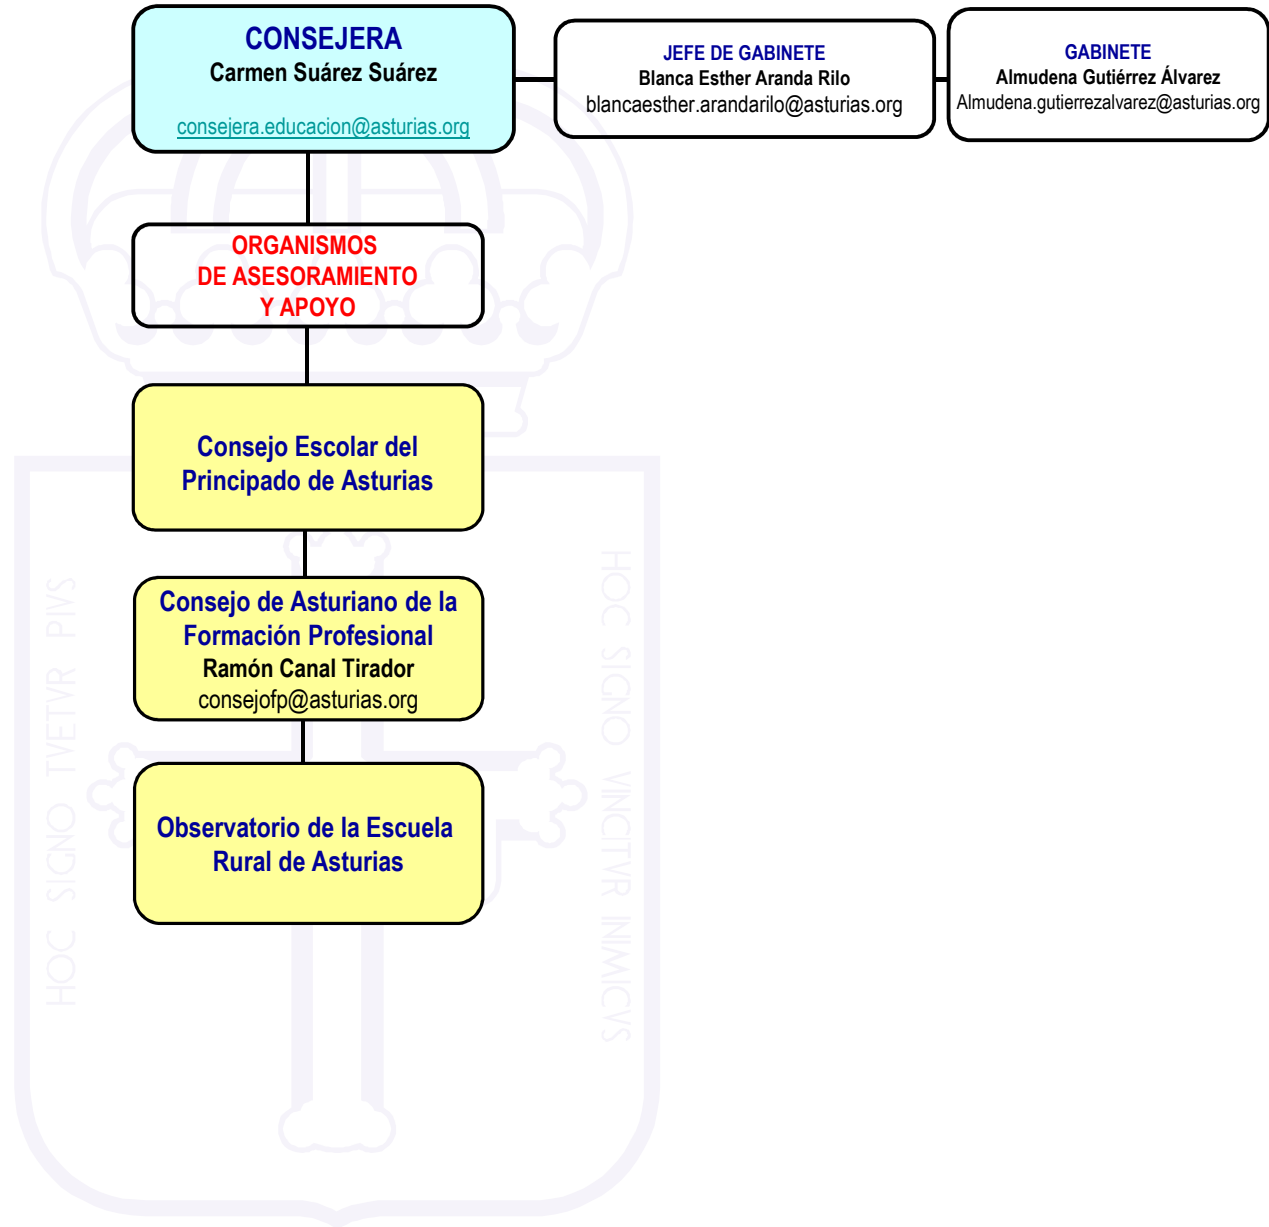 CONSEJERA
Carmen Suárez Suárez
consejera.educacion@asturias.org
JEFE DE GABINETE
Blanca Esther Aranda Rilo
blancaesther.arandarilo@asturias.org
GABINETE
Almudena Gutiérrez Álvarez
Almudena.gutierrezalvarez@asturias.org
ORGANISMOS
DE ASESORAMIENTO
Y APOYO
Consejo Escolar del
Principado de Asturias
Consejo de Asturiano de la
Formación Profesional
Ramón Canal Tirador
consejofp@asturias.org
Observatorio de la Escuela
Rural de Asturias
HOC SIGNO TVETVR PIVS
HOC SIGNO VINCITVR INIMICVS